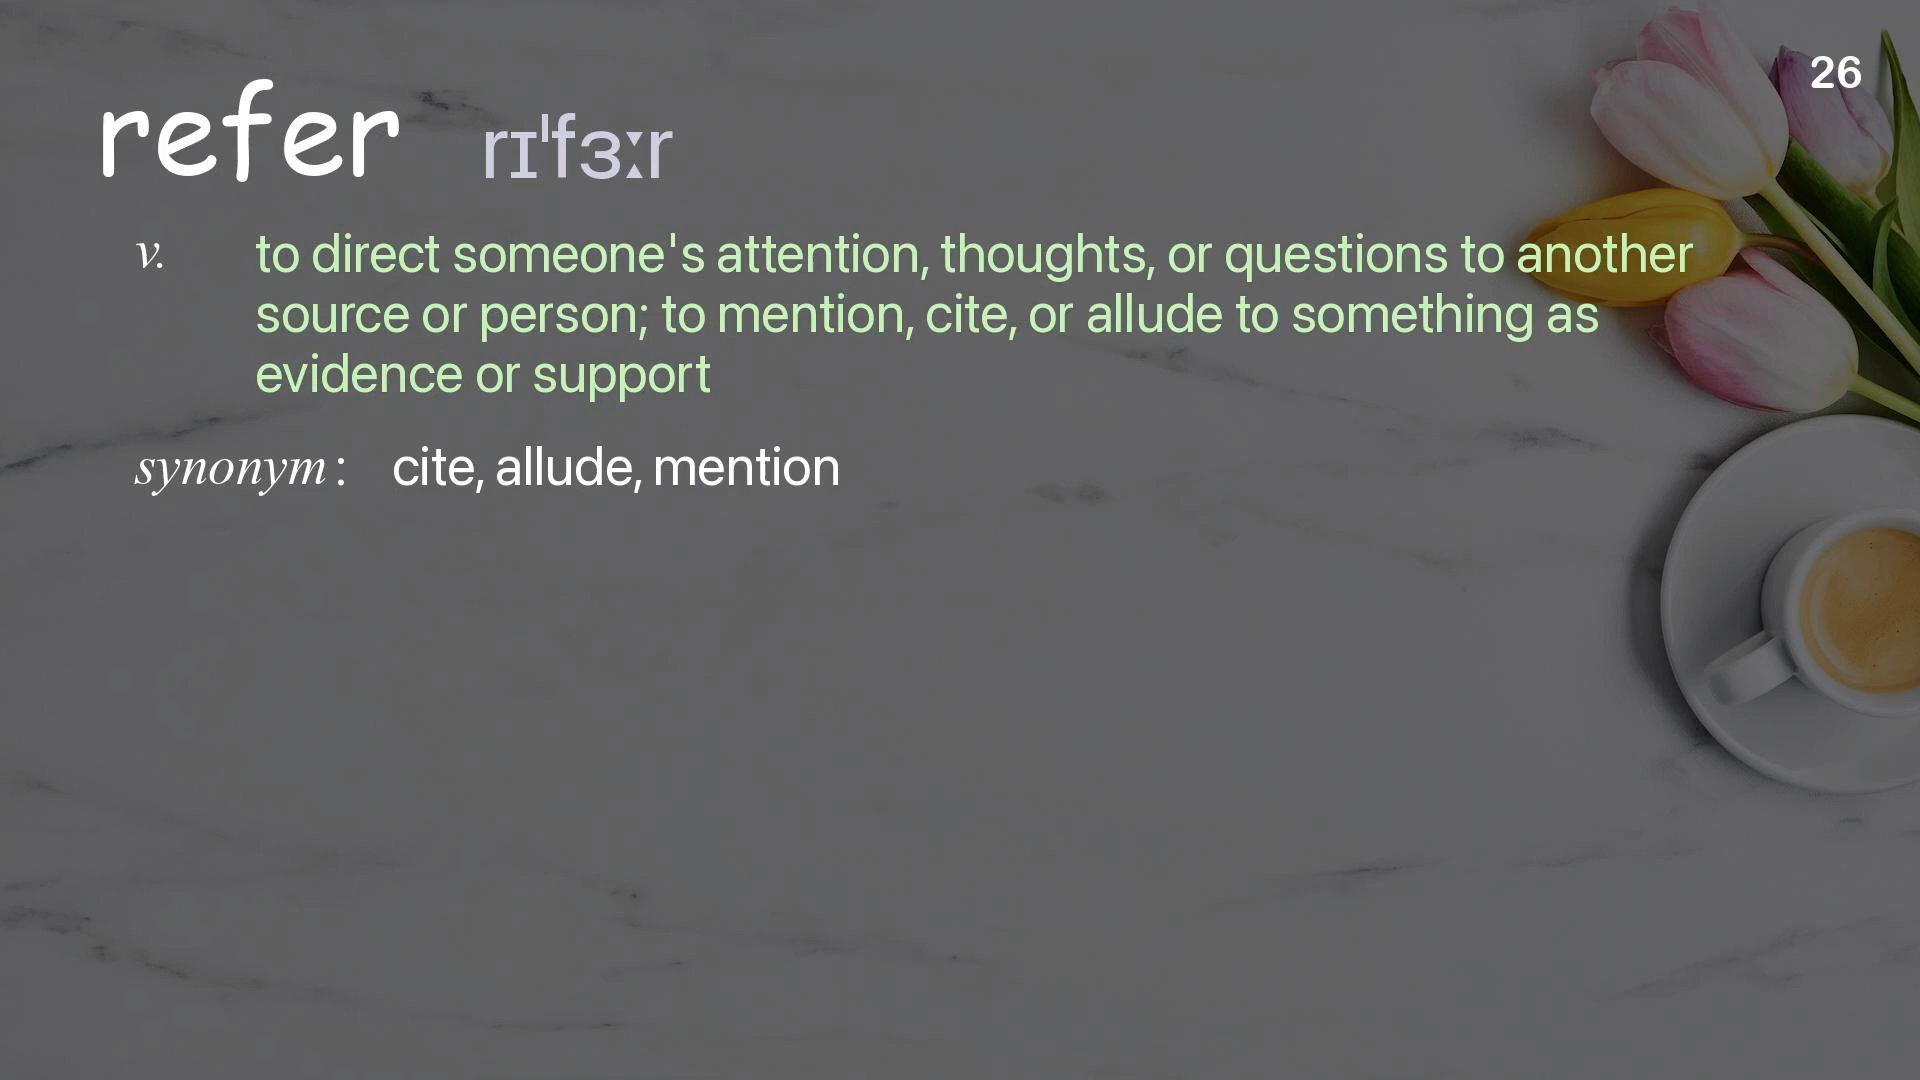 26
refer rɪˈfɜːr
v. to direct someone's attention, thoughts, or questions to another
source or person; to mention, cite, or allude to something as
evidence or support
synonym: cite, allude, mention